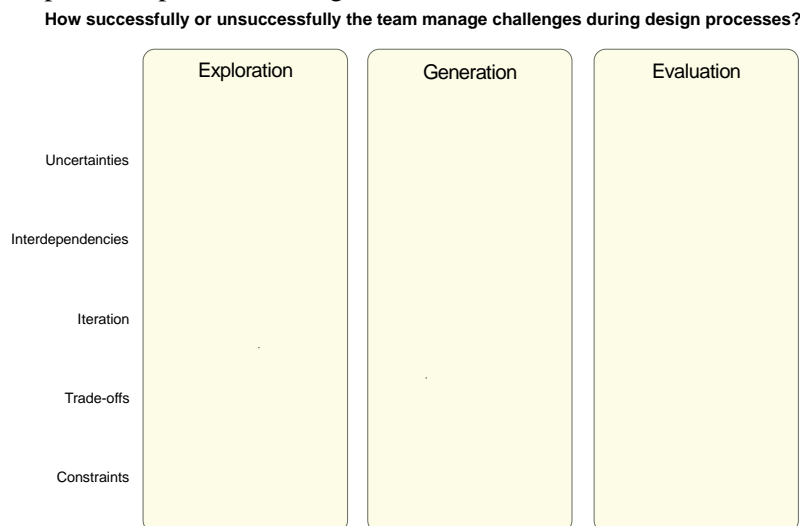 How successfully or unsuccessfully the team manage challenges during design processes?
Exploration
Generation
Evaluation
Uncertainties
Interdependencies
Iteration
Trade-offs
Constraints